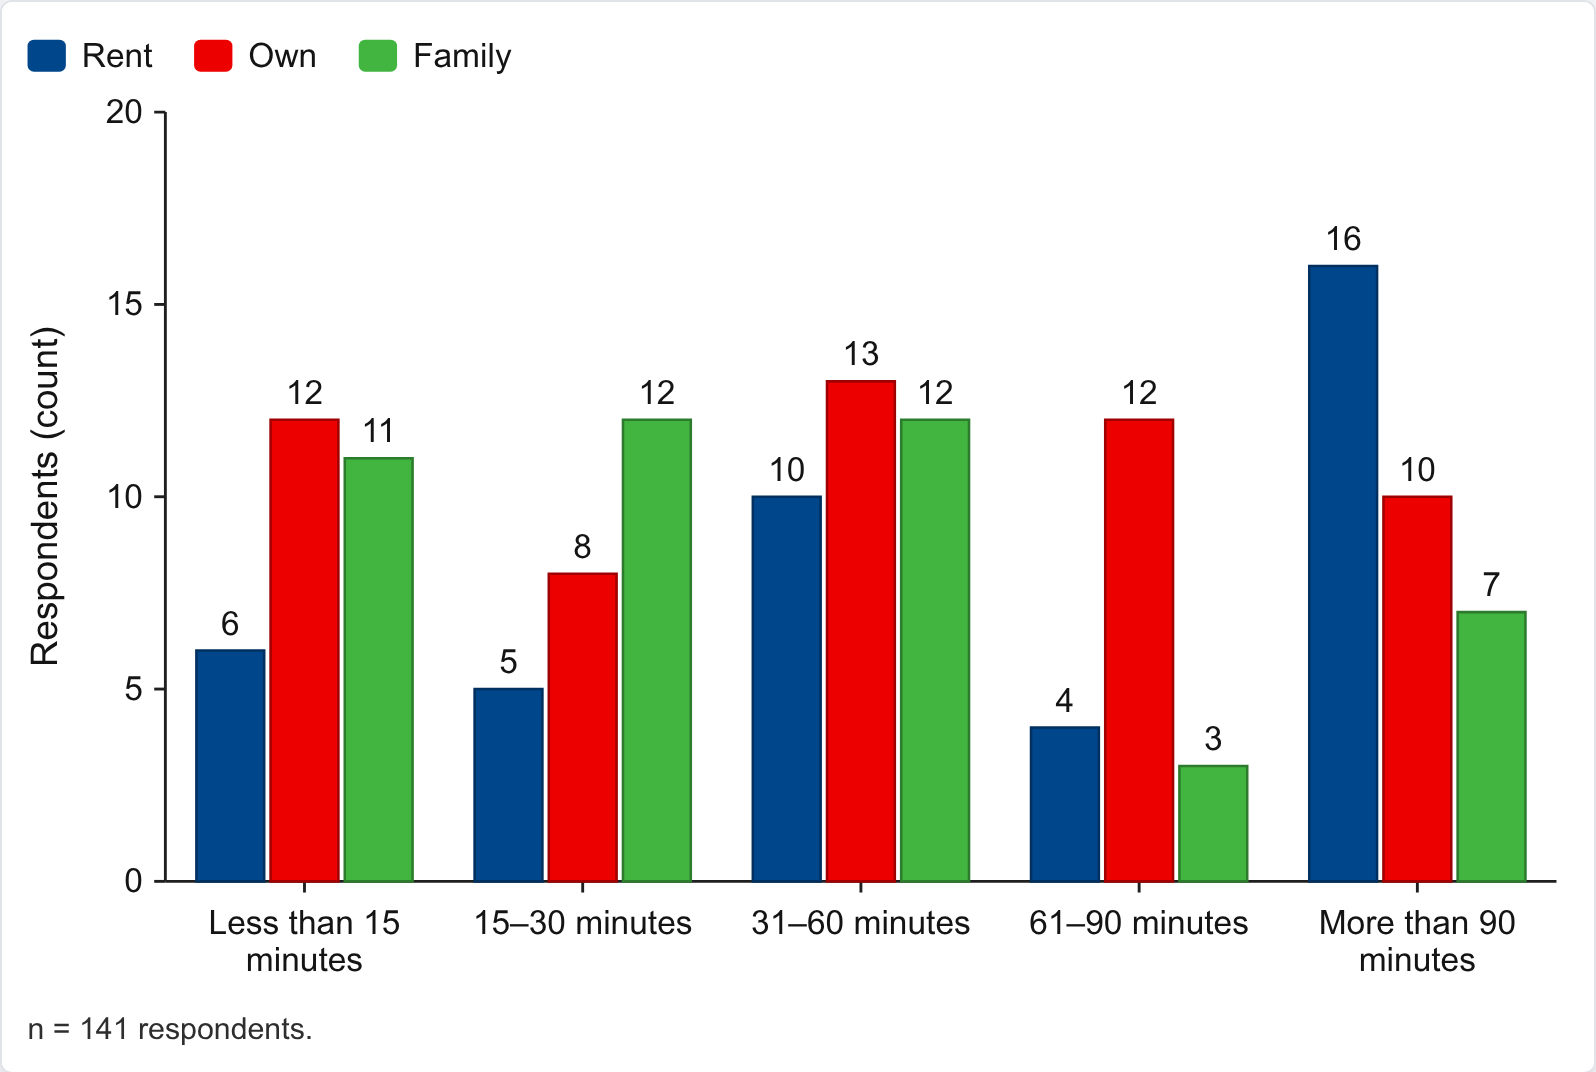 Rent Own Family
20
15
10
5
0
Respondents (count)
6 12 11
5 8 12
10 13 12
4 12 3
16 10 7
Less than 15
minutes
15–30 minutes
31–60 minutes
61–90 minutes
More than 90
minutes
n = 141 respondents.